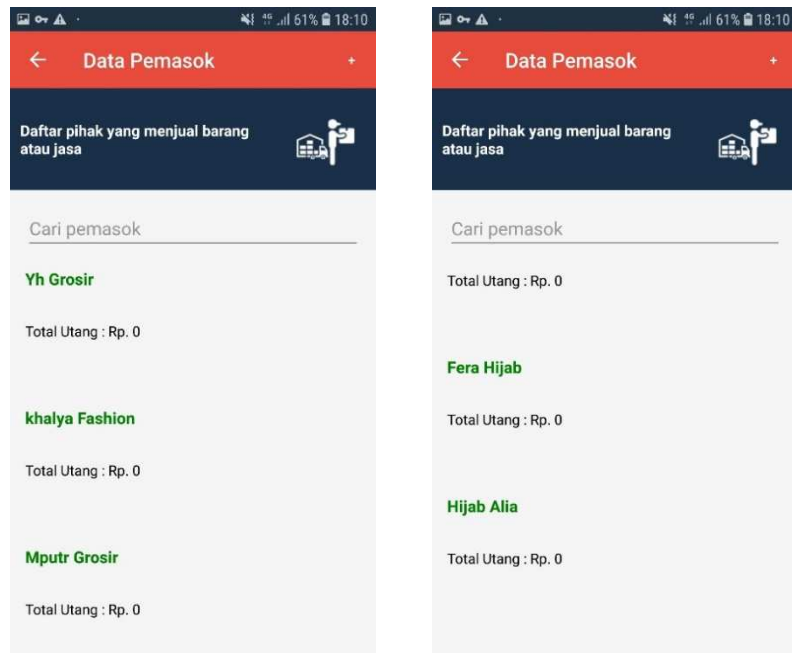 4G 61% 18:10
Data Pemasok +
Daftar pihak yang menjual barang
atau jasa
Cari pemasok
Yh Grosir
Total Utang : Rp. 0
khalya Fashion
Total Utang : Rp. 0
Mputr Grosir
Total Utang : Rp. 0
4G 61% 18:10
Data Pemasok +
Daftar pihak yang menjual barang
atau jasa
Cari pemasok
Total Utang : Rp. 0
Fera Hijab
Total Utang : Rp. 0
Hijab Alia
Total Utang : Rp. 0